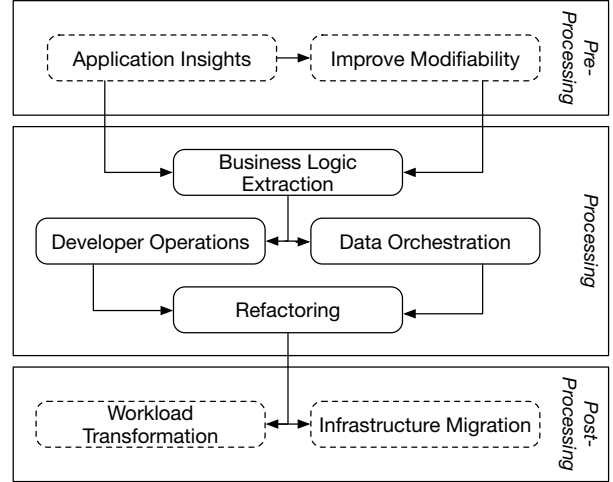 Application Insights
Improve Modifiability
Pre-
Processing
Business Logic
Extraction
Developer Operations
Data Orchestration
Refactoring
Processing
Workload
Transformation
Infrastructure Migration
Post-
Processing